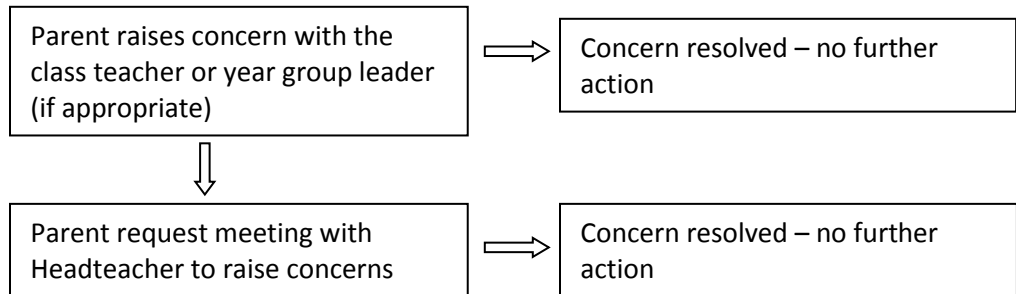 Parent raises concern with the
class teacher or year group leader
(if appropriate)
Concern resolved – no further
action
Parent request meeting with
Headteacher to raise concerns
Concern resolved – no further
action